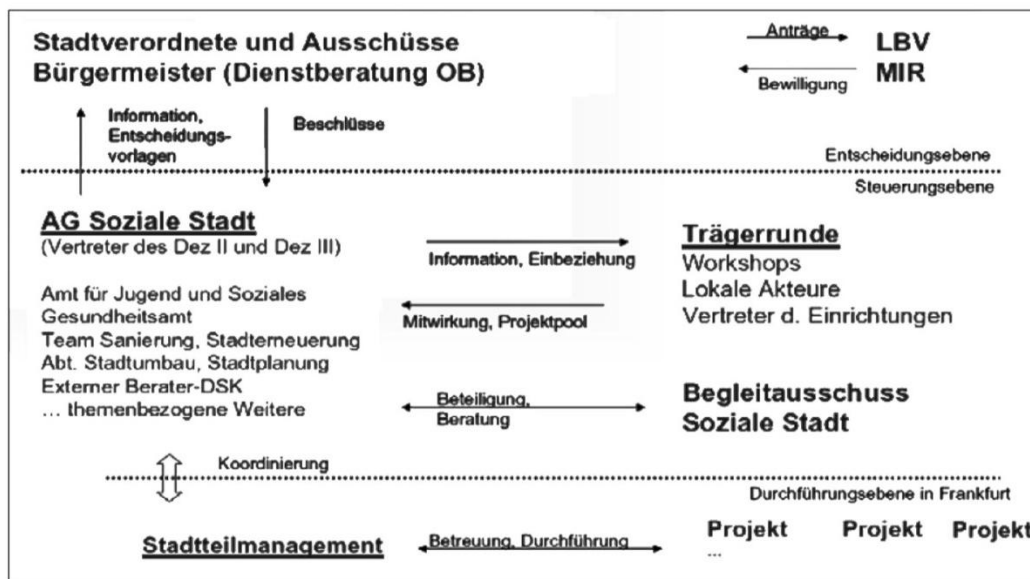 Stadtverordnete und Ausschüsse
Bürgermeister (Dienstberatung OB)
Anträge
LBV
MIR
Bewilligung
Information,
Entscheidungs-
vorlagen
Beschlüsse
Entscheidungsebene
Steuerungsebene
AG Soziale Stadt
(Vertreter des Dez II und Dez III)
Amt für Jugend und Soziales
Gesundheitsamt
Team Sanierung, Stadterneuerung
Abt. Stadtumbau, Stadtplanung
Externer Berater-DSK
... themenbezogene Weitere
Information, Einbeziehung
Mitwirkung, Projektpool
Trägerrunde
Workshops
Lokale Akteure
Vertreter d. Einrichtungen
Beteiligung,
Beratung
Begleitausschuss
Soziale Stadt
Koordinierung
Durchführungsebene in Frankfurt
Stadtteilmanagement
Betreuung, Durchführung
Projekt Projekt Projekt
...